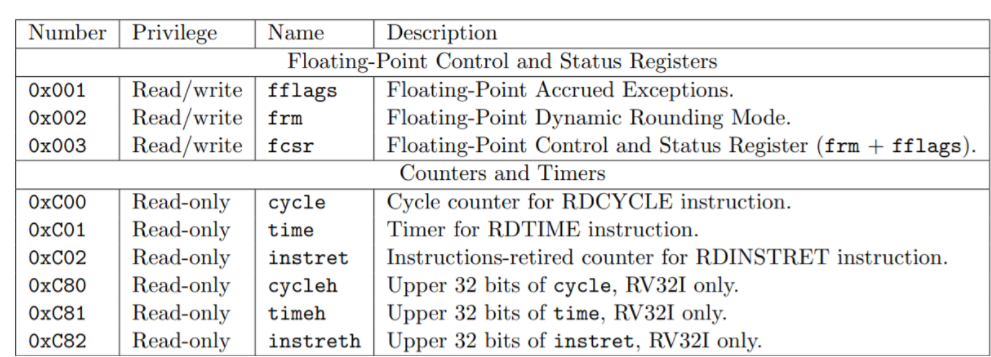 Number Privilege Name Description
Floating-Point Control and Status Registers
0x001 Read/write fflags Floating-Point Accrued Exceptions.
0x002 Read/write frm Floating-Point Dynamic Rounding Mode.
0x003 Read/write fcsr Floating-Point Control and Status Register (frm + fflags).
Counters and Timers
0xC00 Read-only cycle Cycle counter for RDCYCLE instruction.
0xC01 Read-only time Timer for RDTIME instruction.
0xC02 Read-only instret Instructions-retired counter for RDINSTRET instruction.
0xC80 Read-only cycleh Upper 32 bits of cycle, RV32I only.
0xC81 Read-only timeh Upper 32 bits of time, RV32I only.
0xC82 Read-only instreth Upper 32 bits of instret, RV32I only.